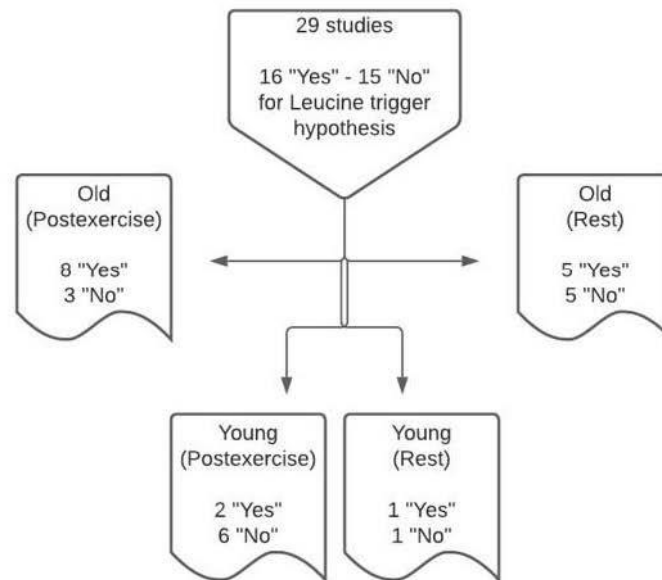 29 studies
16 "Yes" - 15 "No"
for Leucine trigger
hypothesis
Old
(Postexercise)
8 "Yes"
3 "No"
Old
(Rest)
5 "Yes"
5 "No"
Young
(Postexercise)
2 "Yes"
6 "No"
Young
(Rest)
1 "Yes"
1 "No"